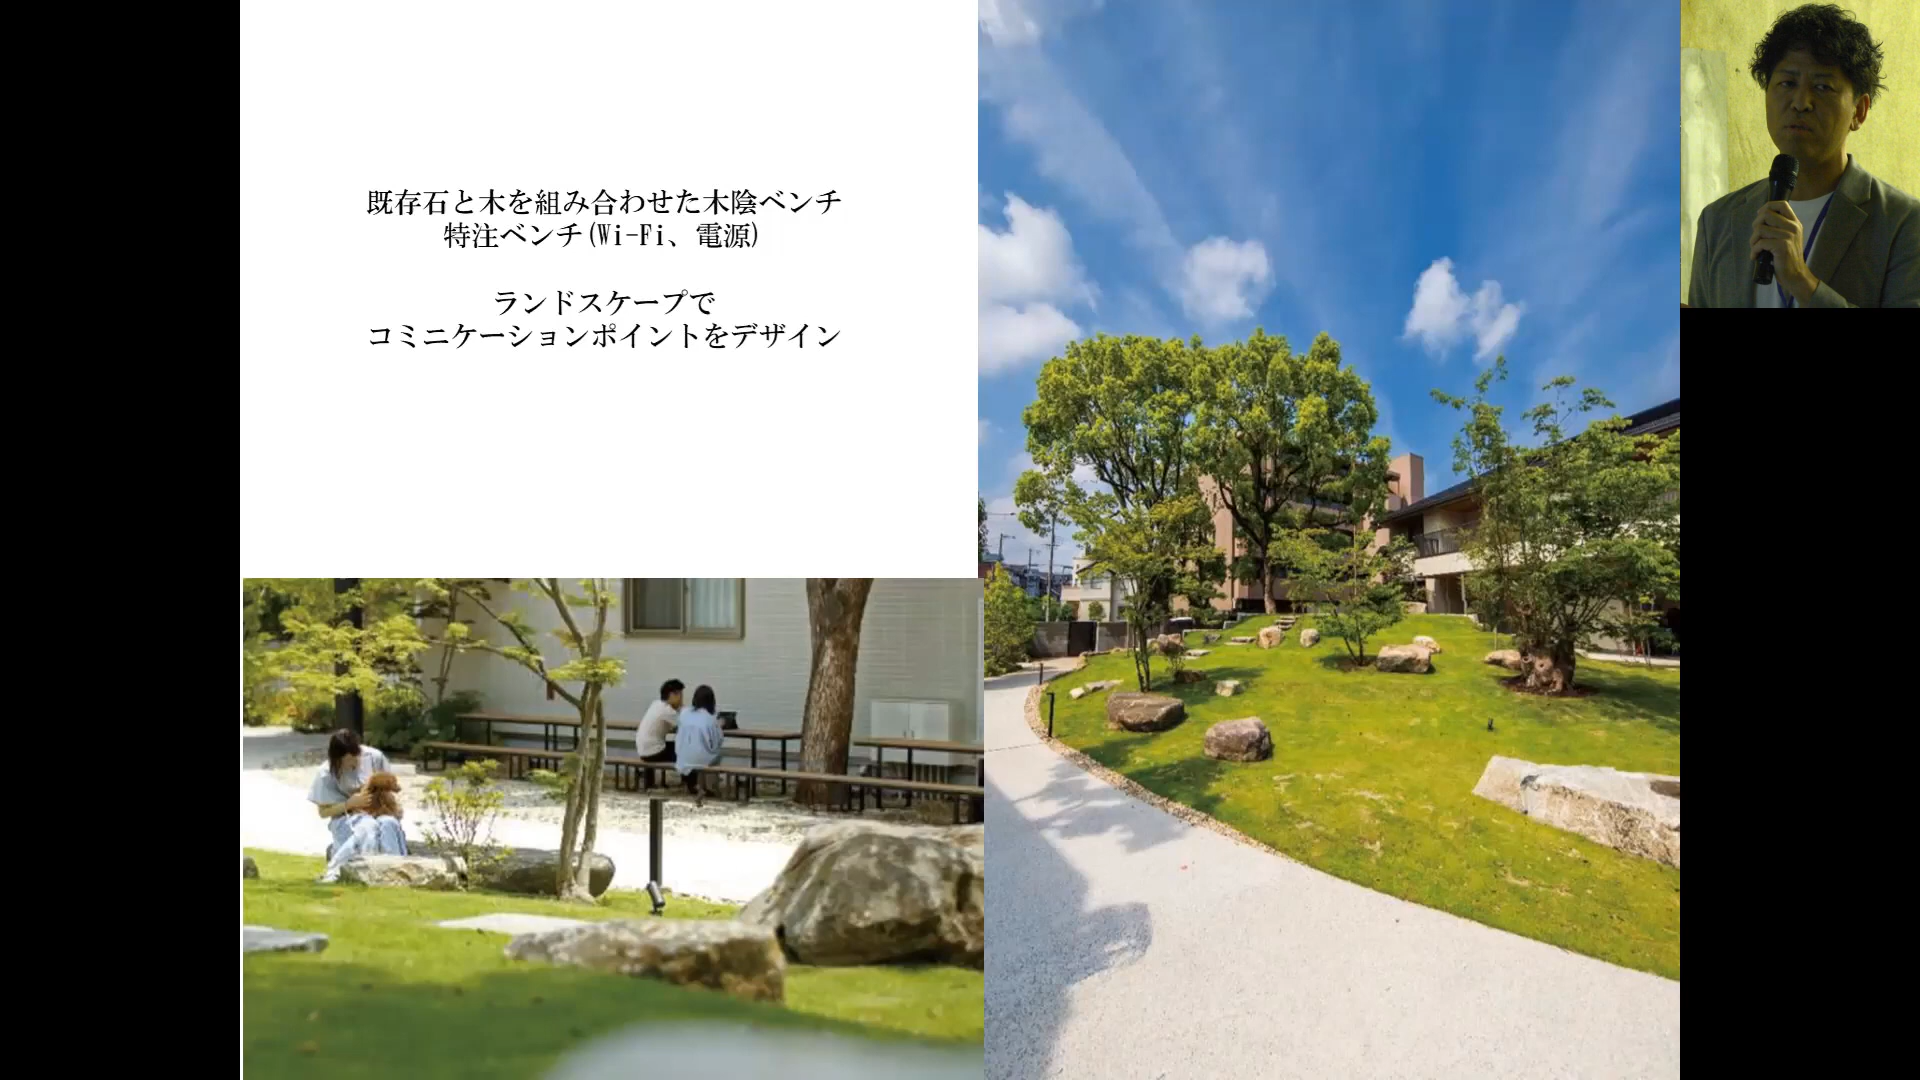 既存石と木を組み合わせた木陰ベンチ
特注ベンチ(Wi-Fi、電源)
ランドスケープで
コミニケーションポイントをデザイン